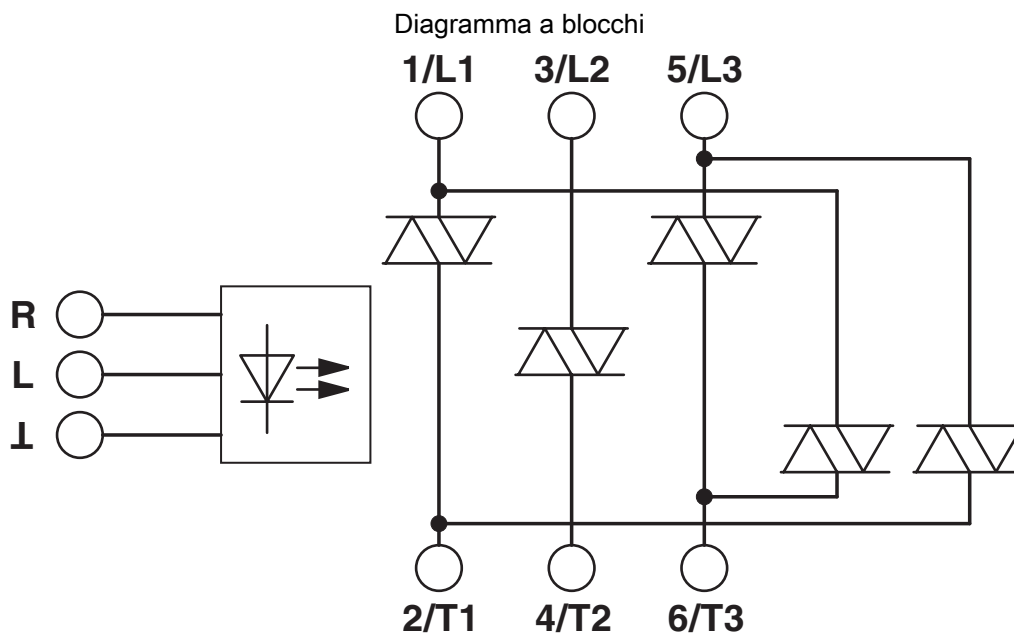 Diagramma a blocchi
1/L1 3/L2 5/L3
R
L
⊥
2/T1 4/T2 6/T3